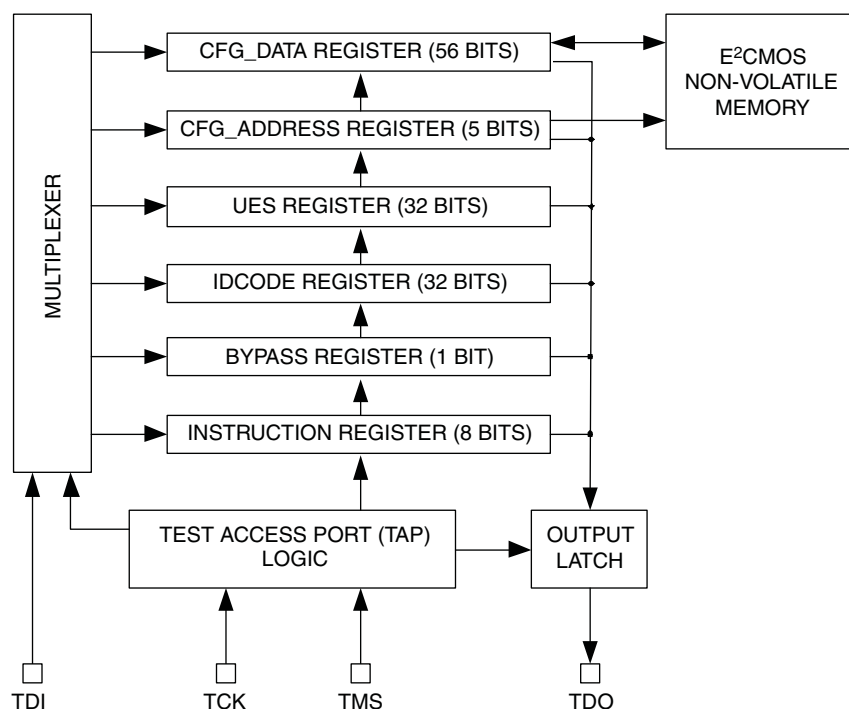 CFG_DATA REGISTER (56 BITS)
E²CMOS
NON-VOLATILE
MEMORY
CFG_ADDRESS REGISTER (5 BITS)
MULTIPLEXER
UES REGISTER (32 BITS)
IDCODE REGISTER (32 BITS)
BYPASS REGISTER (1 BIT)
INSTRUCTION REGISTER (8 BITS)
TEST ACCESS PORT (TAP)
LOGIC
OUTPUT
LATCH
TDI
TCK
TMS
TDO